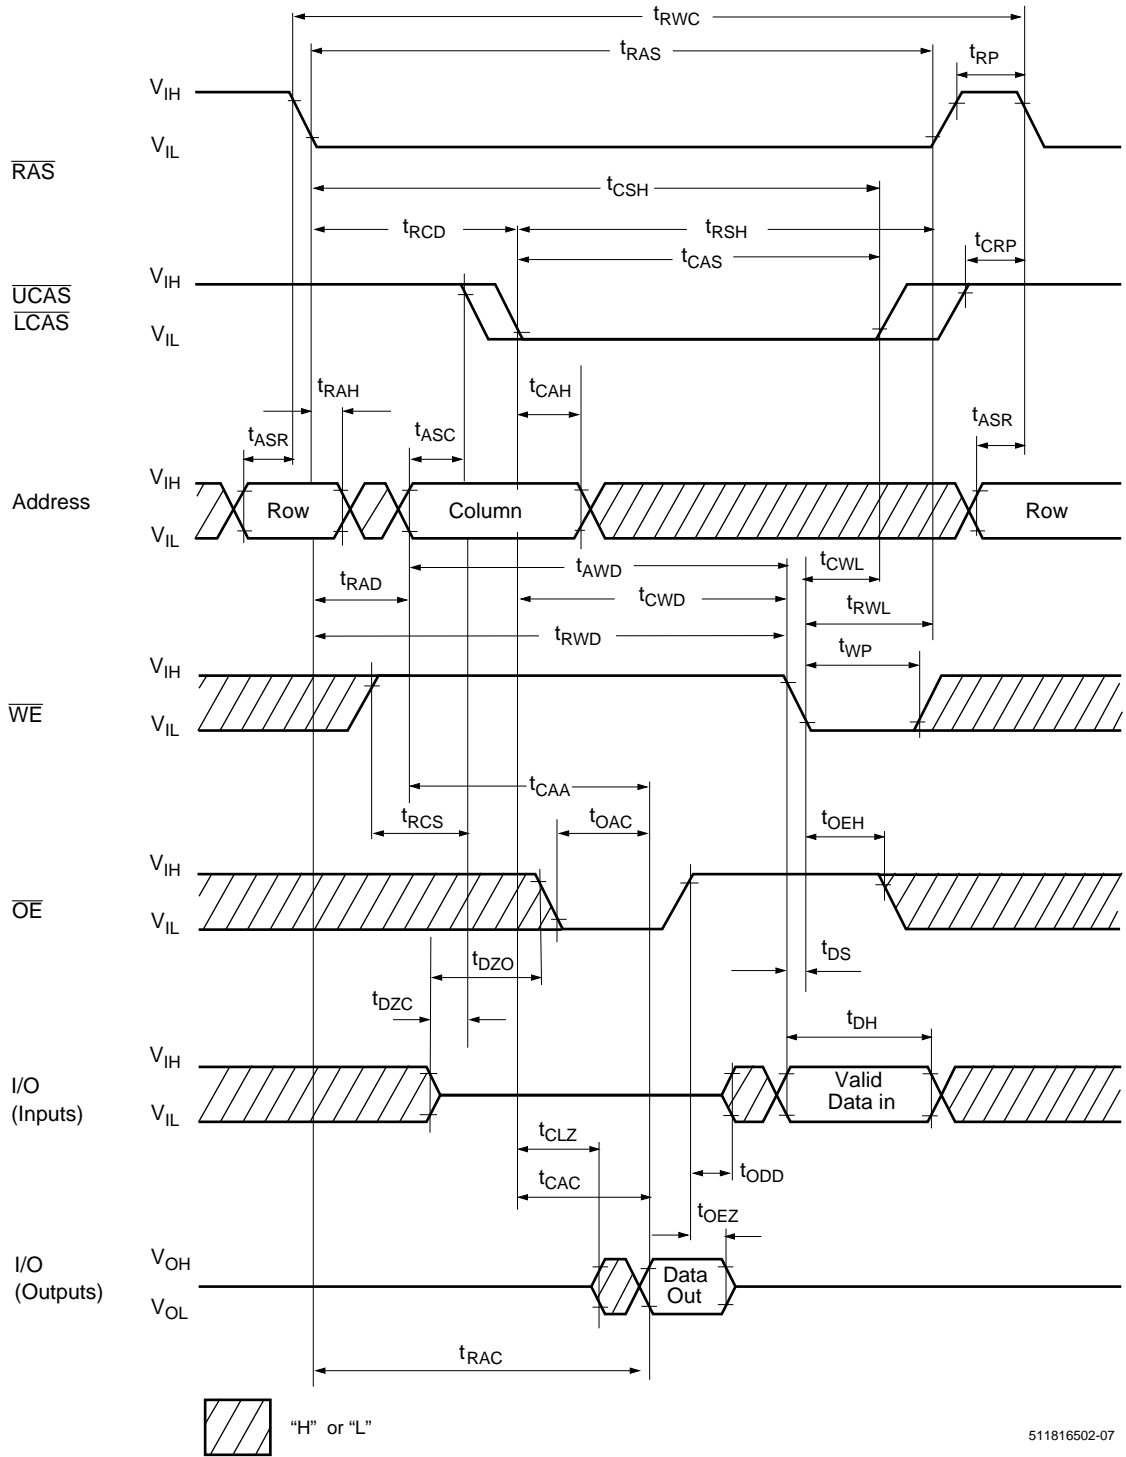 tRWC
tRAS
tRP
VIH
VIL
RAS
tCSH
tRCD
tRSH
tCRP
tCAS
VIH
UCAS
LCAS
VIL
tRAH
tCAH
tASR
tASC
tASR
VIH
Address
Row
Column
Row
VIL
tAWD
tCWL
tRAD
tCWD
tRWL
tRWD
tWP
VIH
WE
VIL
tCAA
tRCS
tOAC
tOEH
VIH
OE
VIL
tDZO
tDS
tDZC
tDH
VIH
I/O
(Inputs)
VIL
Valid
Data in
tCLZ
tODD
tCAC
tOEZ
I/O
(Outputs)
VOH
VOL
Data
Out
tRAC
“H” or “L”
511816502-07